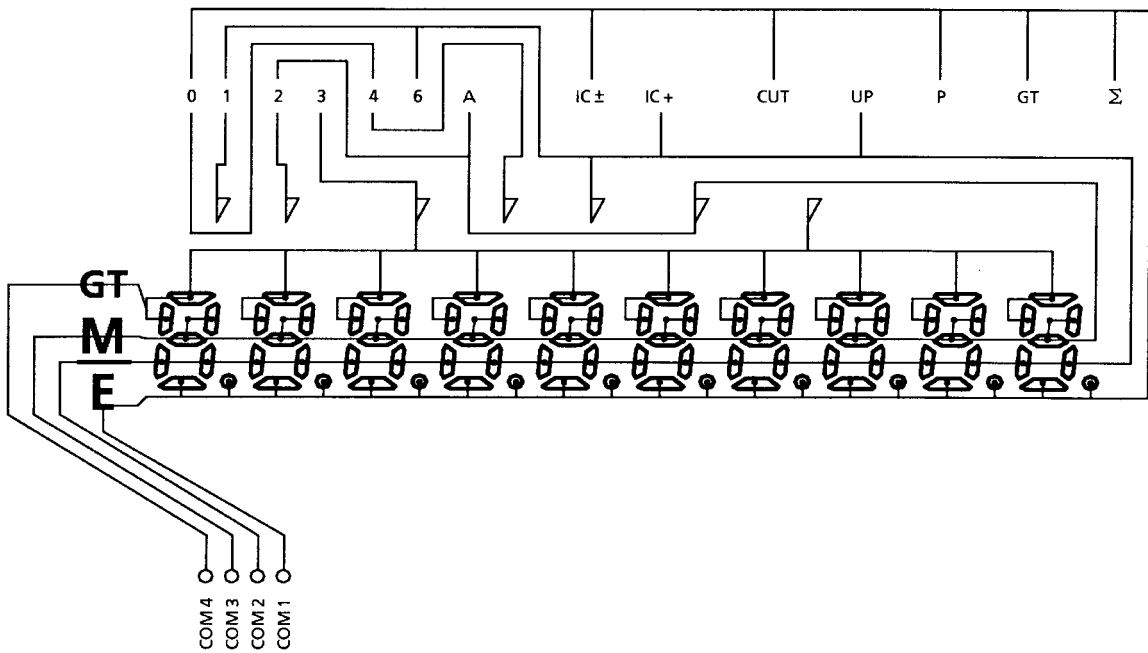 0 1 2 3 4 6 A IC± IC+ CUT UP P GT Σ
GT
M
E
COM4 COM3 COM2 COM1